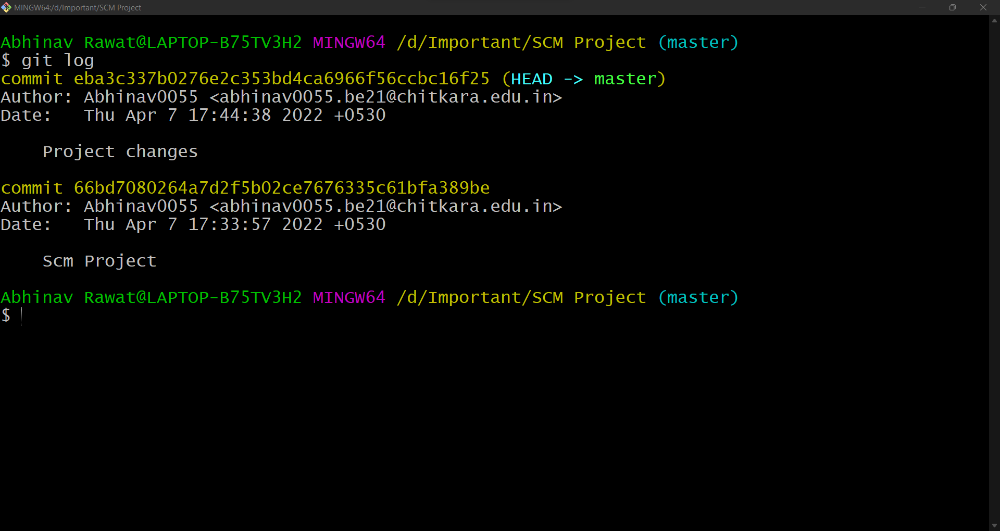 MINGW64:/d/Important/SCM Project
Abhinav Rawat@LAPTOP-B75TV3H2 MINGW64 /d/Important/SCM Project (master)
$ git log
commit eba3c337b0276e2c353bd4ca6966f56ccbc16f25 (HEAD -> master)
Author: Abhinav0055 <abhinav0055.be21@chitkara.edu.in>
Date:   Thu Apr 7 17:44:38 2022 +0530
    Project changes
commit 66bd7080264a7d2f5b02ce7676335c61bfa389be
Author: Abhinav0055 <abhinav0055.be21@chitkara.edu.in>
Date:   Thu Apr 7 17:33:57 2022 +0530
    Scm Project
Abhinav Rawat@LAPTOP-B75TV3H2 MINGW64 /d/Important/SCM Project (master)
$